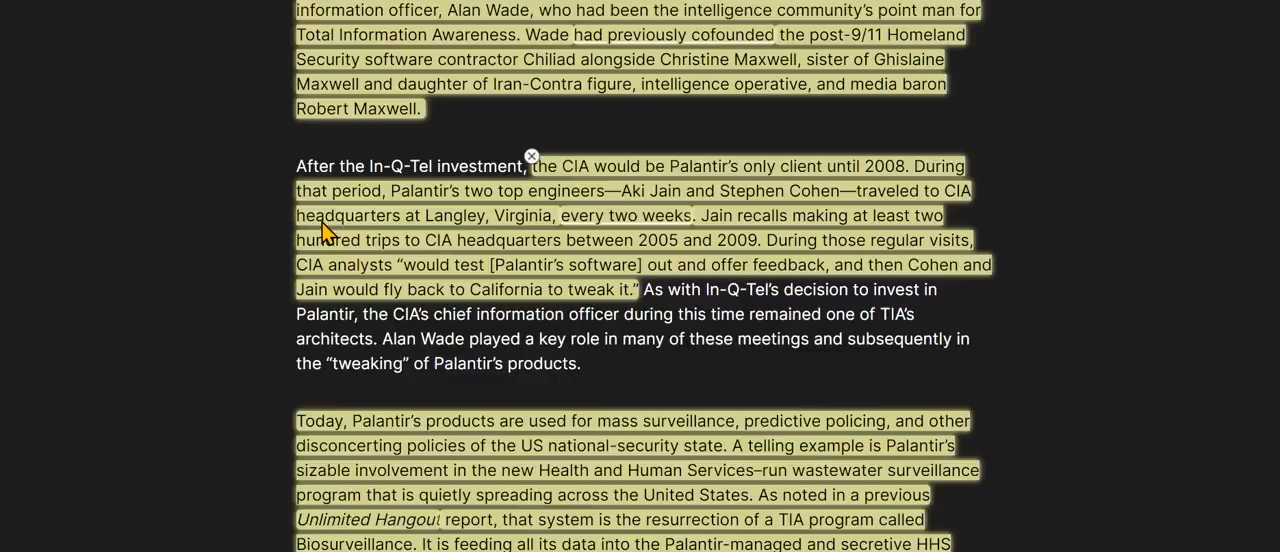 information officer, Alan Wade, who had been the intelligence community’s point man for
Total Information Awareness. Wade had previously cofounded the post-9/11 Homeland
Security software contractor Chiliad alongside Christine Maxwell, sister of Ghislaine
Maxwell and daughter of Iran-Contra figure, intelligence operative, and media baron
Robert Maxwell.
After the In-Q-Tel investment, the CIA would be Palantir’s only client until 2008. During
that period, Palantir’s two top engineers—Aki Jain and Stephen Cohen—traveled to CIA
headquarters at Langley, Virginia, every two weeks. Jain recalls making at least two
hundred trips to CIA headquarters between 2005 and 2009. During those regular visits,
CIA analysts “would test [Palantir’s software] out and offer feedback, and then Cohen and
Jain would fly back to California to tweak it.” As with In-Q-Tel’s decision to invest in
Palantir, the CIA’s chief information officer during this time remained one of TIA’s
architects. Alan Wade played a key role in many of these meetings and subsequently in
the “tweaking” of Palantir’s products.
Today, Palantir’s products are used for mass surveillance, predictive policing, and other
disconcerting policies of the US national-security state. A telling example is Palantir’s
sizable involvement in the new Health and Human Services–run wastewater surveillance
program that is quietly spreading across the United States. As noted in a previous
Unlimited Hangout report, that system is the resurrection of a TIA program called
Biosurveillance. It is feeding all its data into the Palantir-managed and secretive HHS